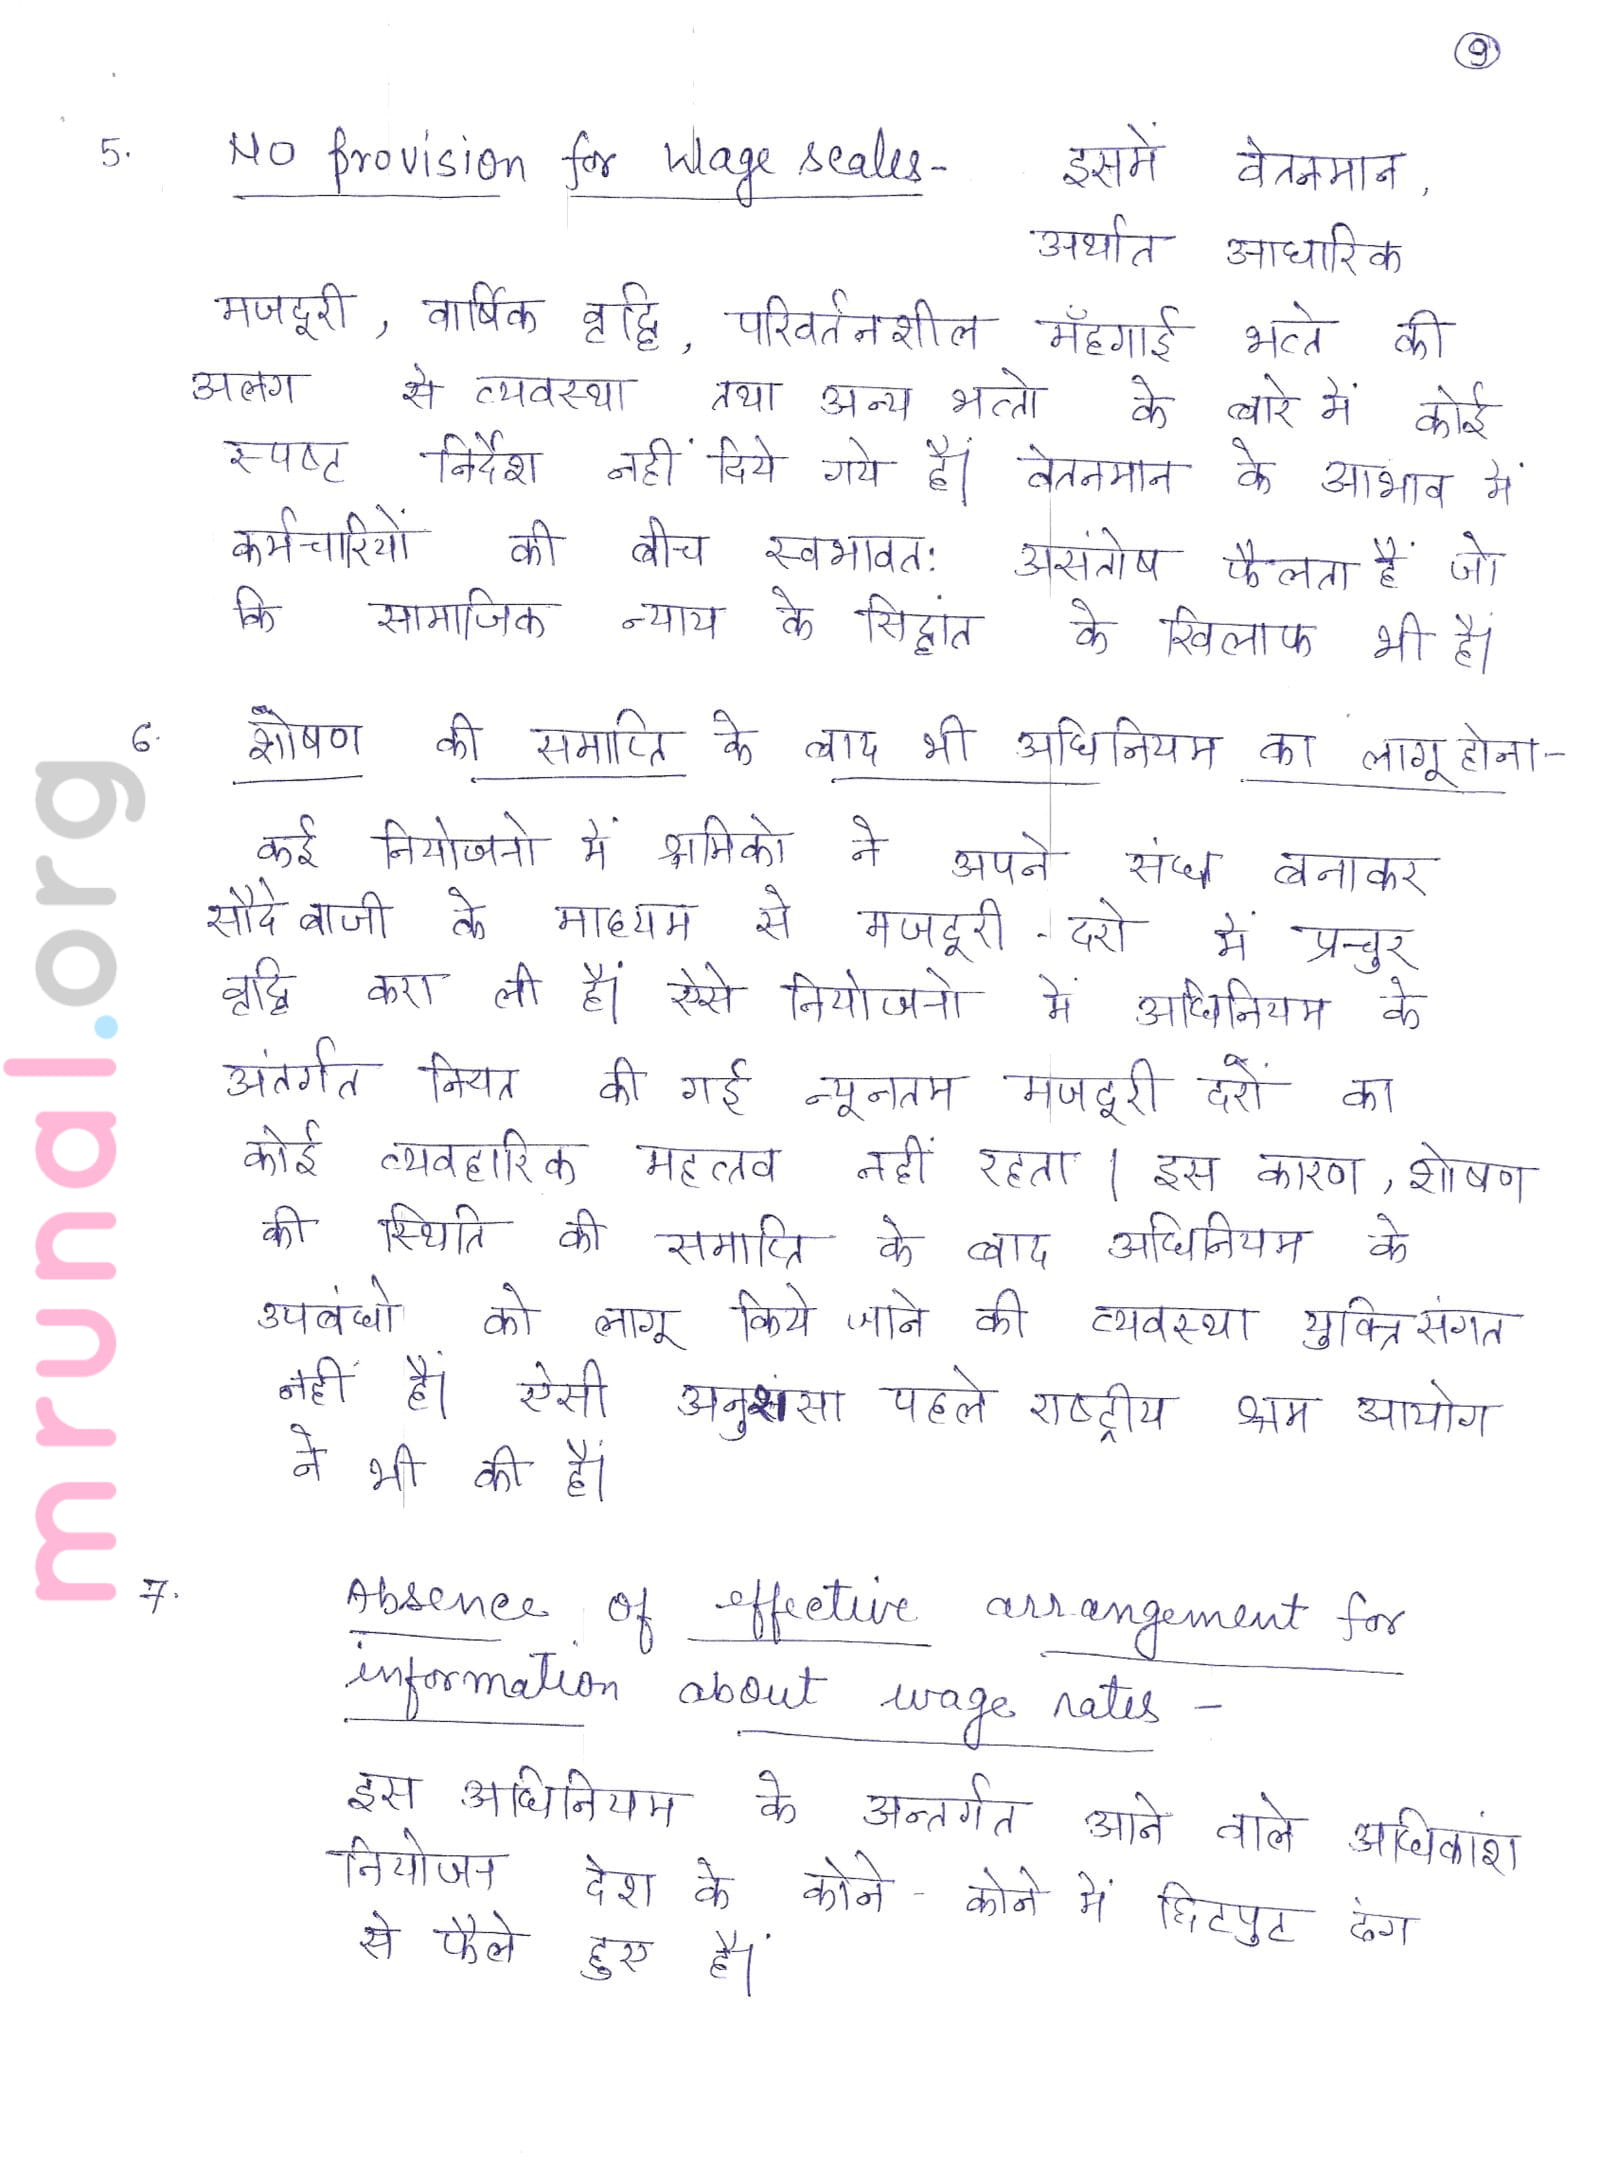 9
5. No provision for Wage scales- इसमें वेतनमान,
अर्थात आधारिक
मजदूरी, वार्षिक वृद्धि, परिवर्तनशील मँहगाई भत्ते की
अलग से व्यवस्था तथा अन्य भत्तो के बारे में कोई
स्पष्ट निर्देश नहीं दिये गये हैं। वेतनमान के आभाव में
कर्मचारियों की बीच स्वभावत: असंतोष फैलता हैं जो
कि सामाजिक न्याय के सिद्धांत के खिलाफ भी हैं।
6. शोषण की समाप्ति के बाद भी अधिनियम का लागू होना-
कई नियोजनो में श्रमिको ने अपने संघ बनाकर
सौदेबाजी के माध्यम से मजदूरी-दरो में प्रचुर
वृद्धि करा ली हैं। ऐसे नियोजनो में अधिनियम के
अंतर्गत नियत की गई न्यूनतम मजदूरी दरों का
कोई व्यवहारिक महत्तव नहीं रहता। इस कारण, शोषण
की स्थिति की समाप्ति के बाद अधिनियम के
उपबंधो को लागू किये जाने की व्यवस्था युक्तिसंगत
नहीं हैं। ऐसी अनुशंसा पहले राष्ट्रीय श्रम आयोग
ने भी की हैं।
7. Absence of effective arrangement for
information about wage rates -
इस अधिनियम के अन्तर्गत आने वाले अधिकांश
नियोजन देश के कोने-कोने में छिटपुट ढंग
से फैले हुए हैं।
mrunal.org